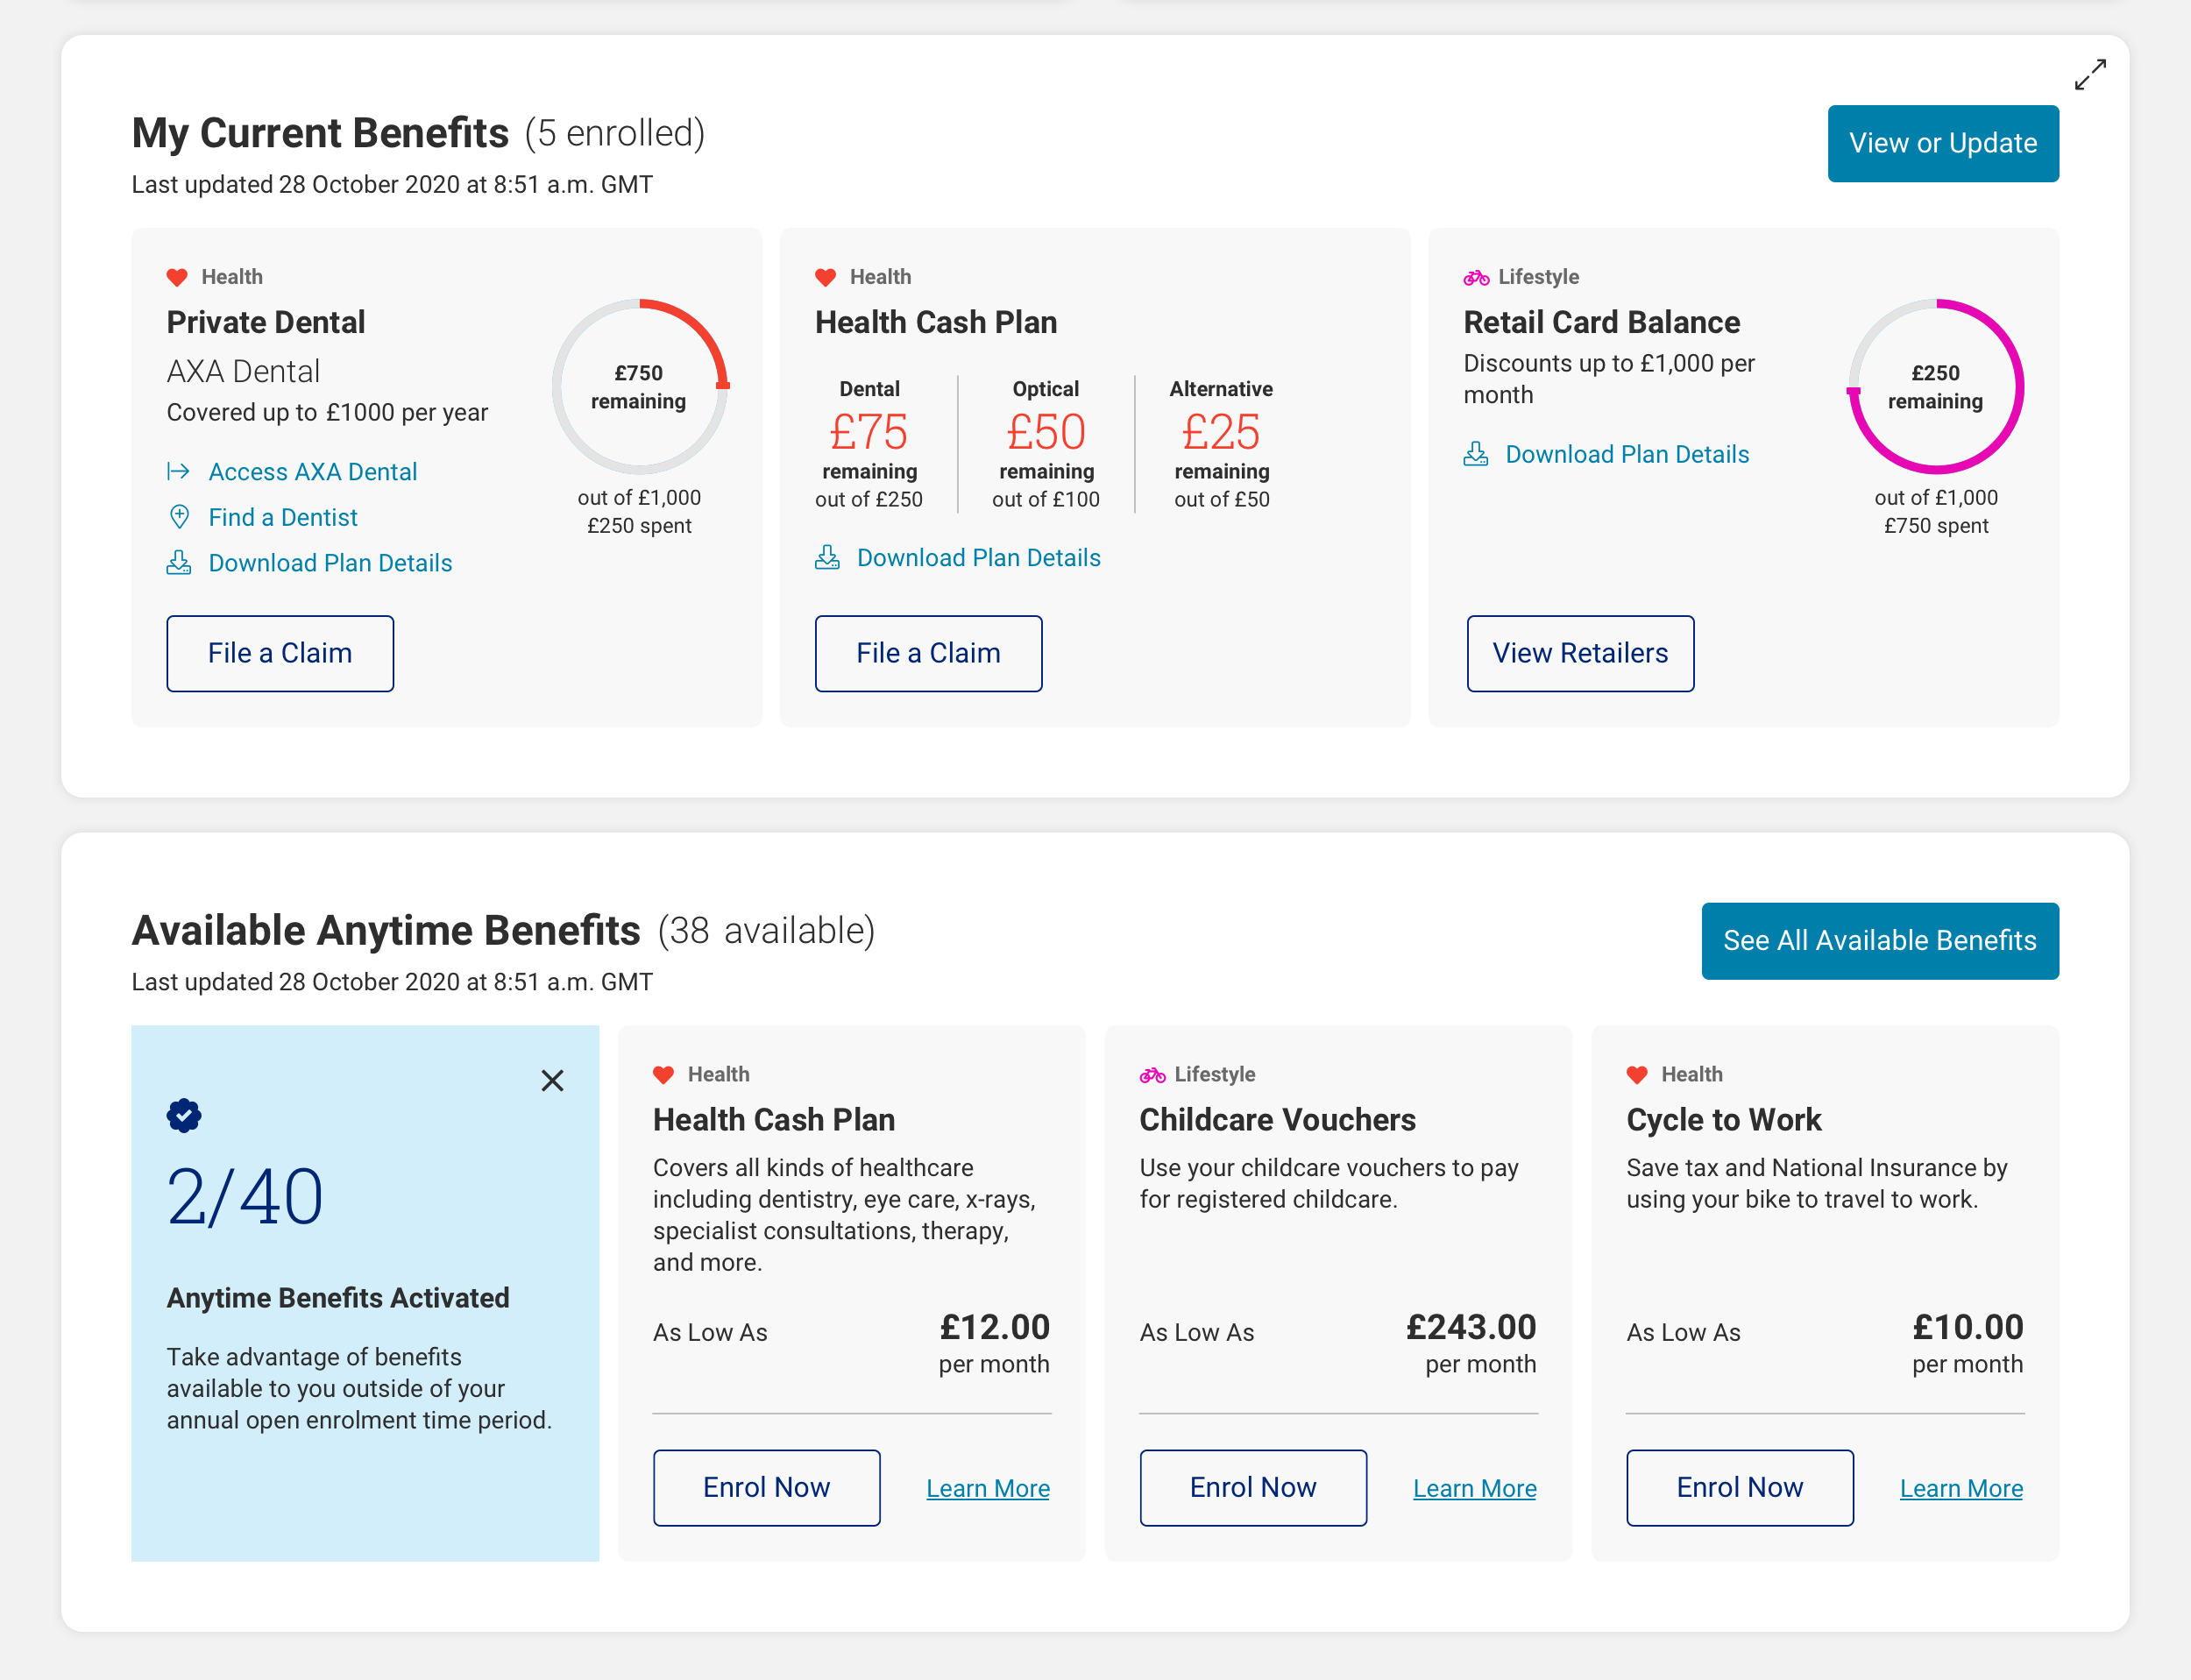 My Current Benefits (5 enrolled)
Last updated 28 October 2020 at 8:51 a.m. GMT
View or Update
Health
Private Dental
AXA Dental
Covered up to £1000 per year
Access AXA Dental
Find a Dentist
Download Plan Details
£750
remaining
out of £1,000
£250 spent
File a Claim
Health
Health Cash Plan
Dental
£75
remaining
out of £250
Optical
£50
remaining
out of £100
Alternative
£25
remaining
out of £50
Download Plan Details
File a Claim
Lifestyle
Retail Card Balance
Discounts up to £1,000 per
month
Download Plan Details
£250
remaining
out of £1,000
£750 spent
View Retailers
Available Anytime Benefits (38 available)
Last updated 28 October 2020 at 8:51 a.m. GMT
See All Available Benefits
2/40
Anytime Benefits Activated
Take advantage of benefits
available to you outside of your
annual open enrolment time period.
Health
Health Cash Plan
Covers all kinds of healthcare
including dentistry, eye care, x-rays,
specialist consultations, therapy,
and more.
As Low As
£12.00
per month
Enrol Now
Learn More
Lifestyle
Childcare Vouchers
Use your childcare vouchers to pay
for registered childcare.
As Low As
£243.00
per month
Enrol Now
Learn More
Health
Cycle to Work
Save tax and National Insurance by
using your bike to travel to work.
As Low As
£10.00
per month
Enrol Now
Learn More